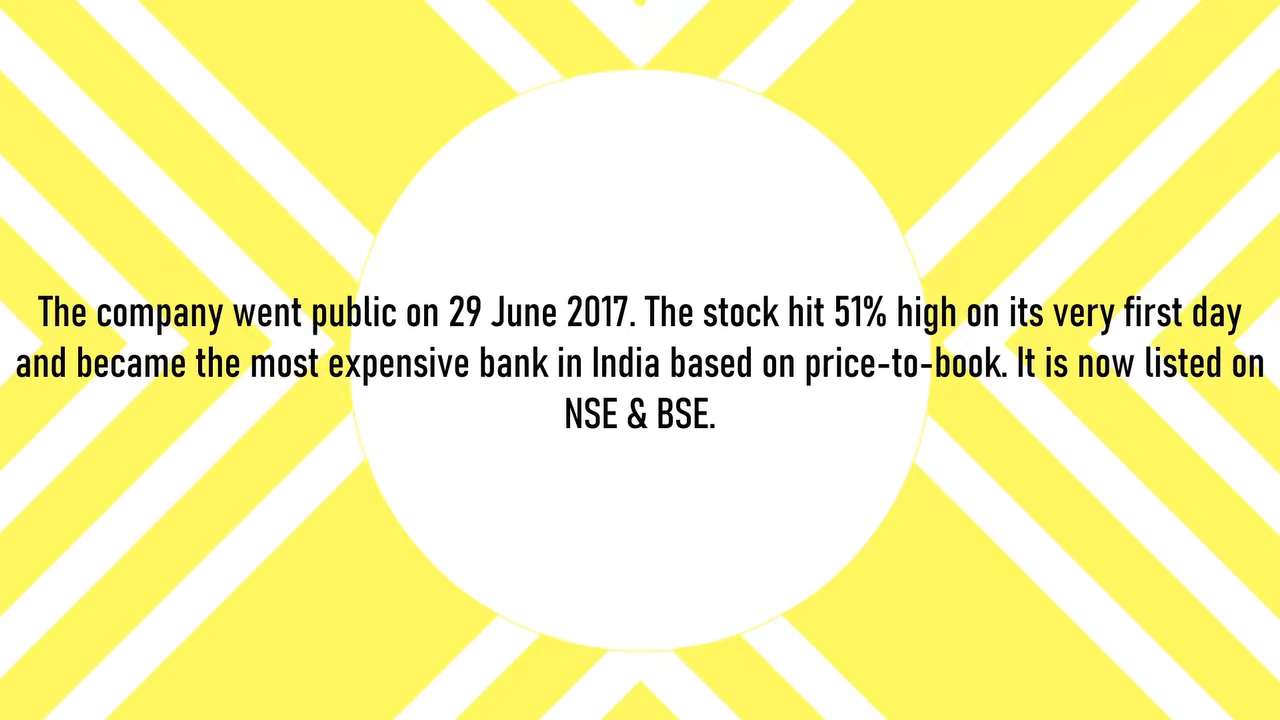 The company went public on 29 June 2017. The stock hit 51% high on its very first day
and became the most expensive bank in India based on price-to-book. It is now listed on
NSE & BSE.